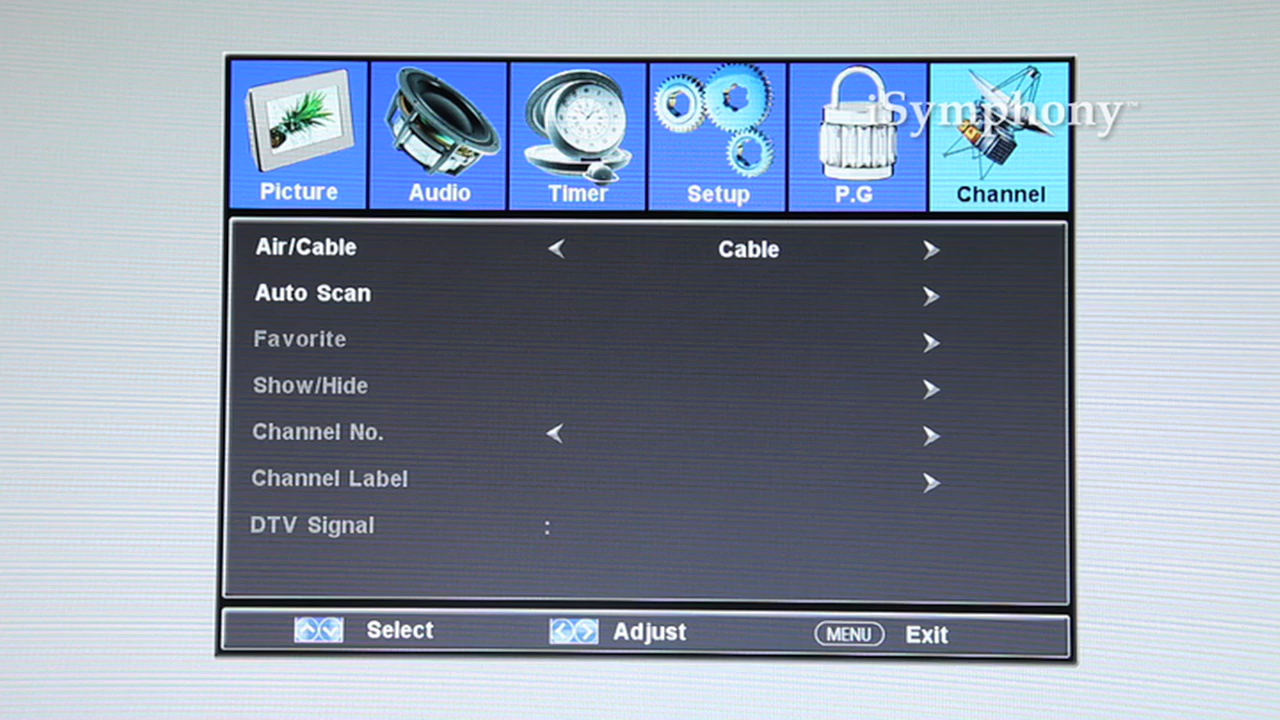 iSymphony™
Picture Audio Timer Setup P.G Channel
Air/Cable Cable
Auto Scan
Favorite
Show/Hide
Channel No.
Channel Label
DTV Signal :
Select Adjust MENU Exit